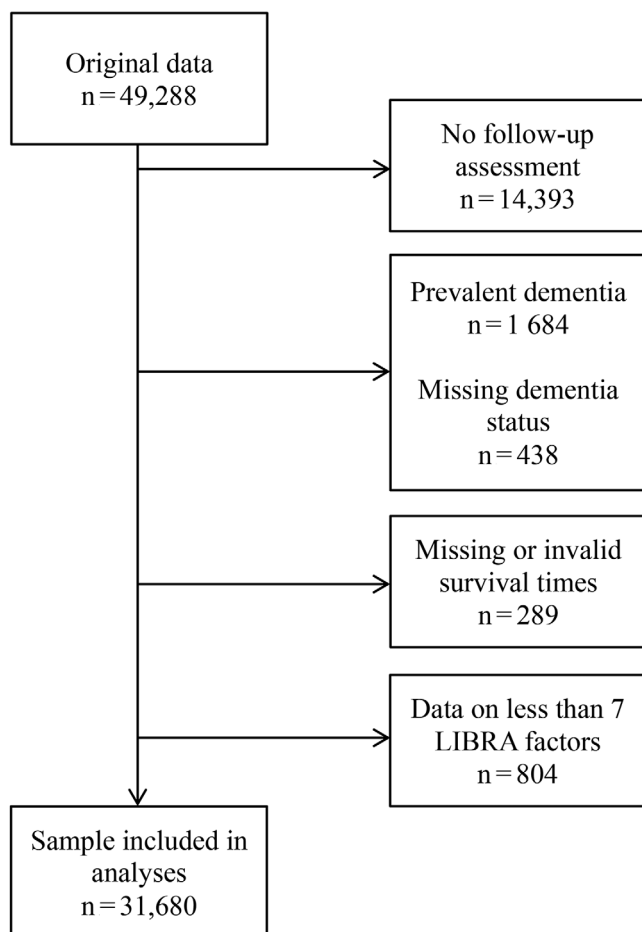 Original data
n=49,288
No follow-up
assessment
n=14,393
Prevalent dementia
n=1 684
Missing dementia
status
n=438
Missing or invalid
survival times
n=289
Data on less than 7
LIBRA factors
n=804
Sample included in
analyses
n=31,680